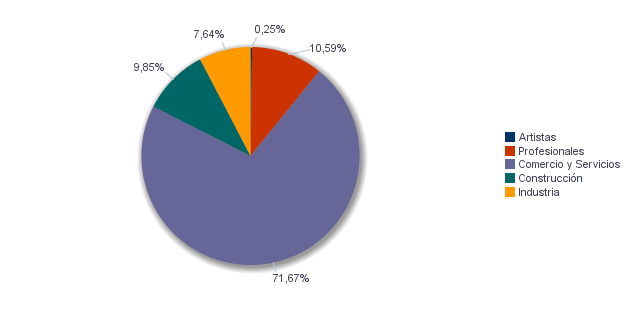 0,25%
7,64%
10,59%
9,85%
71,67%
Artistas
Profesionales
Comercio y Servicios
Construcción
Industria